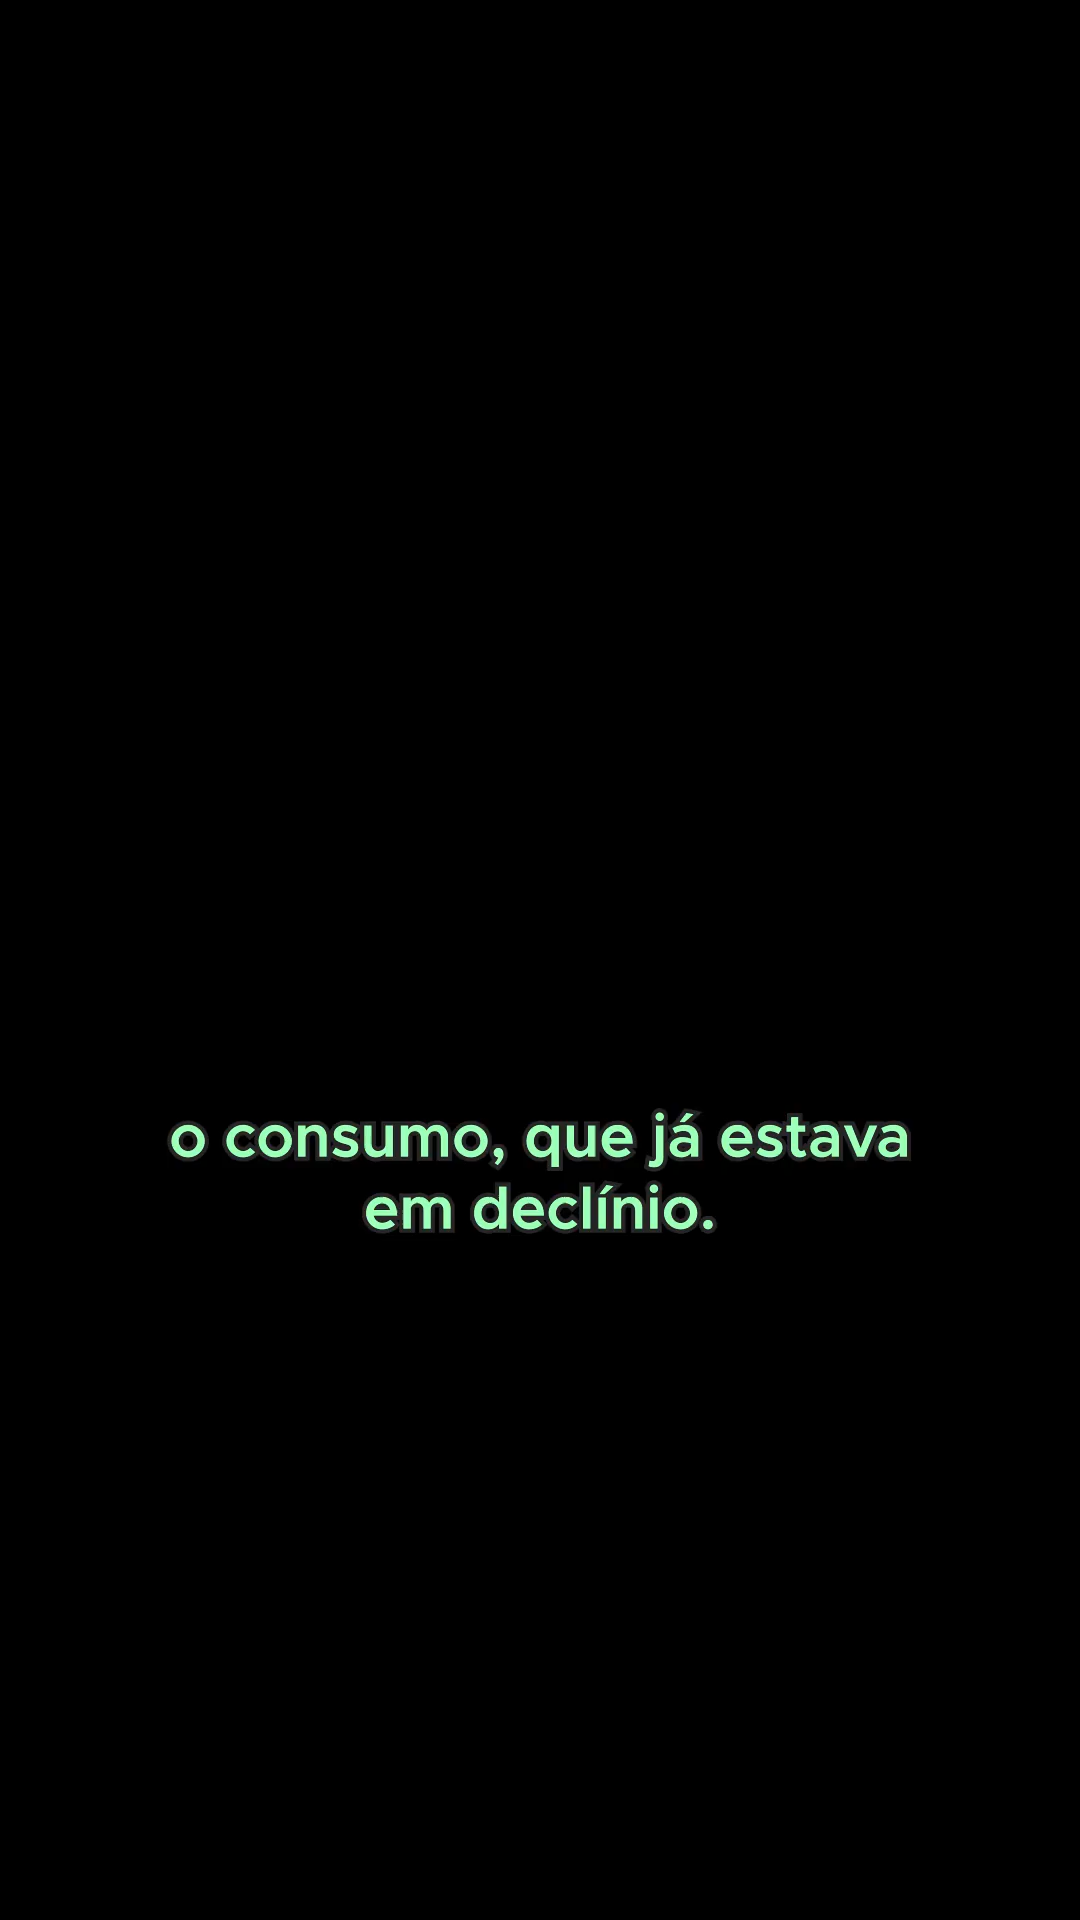 o consumo, que já estava
em declínio.